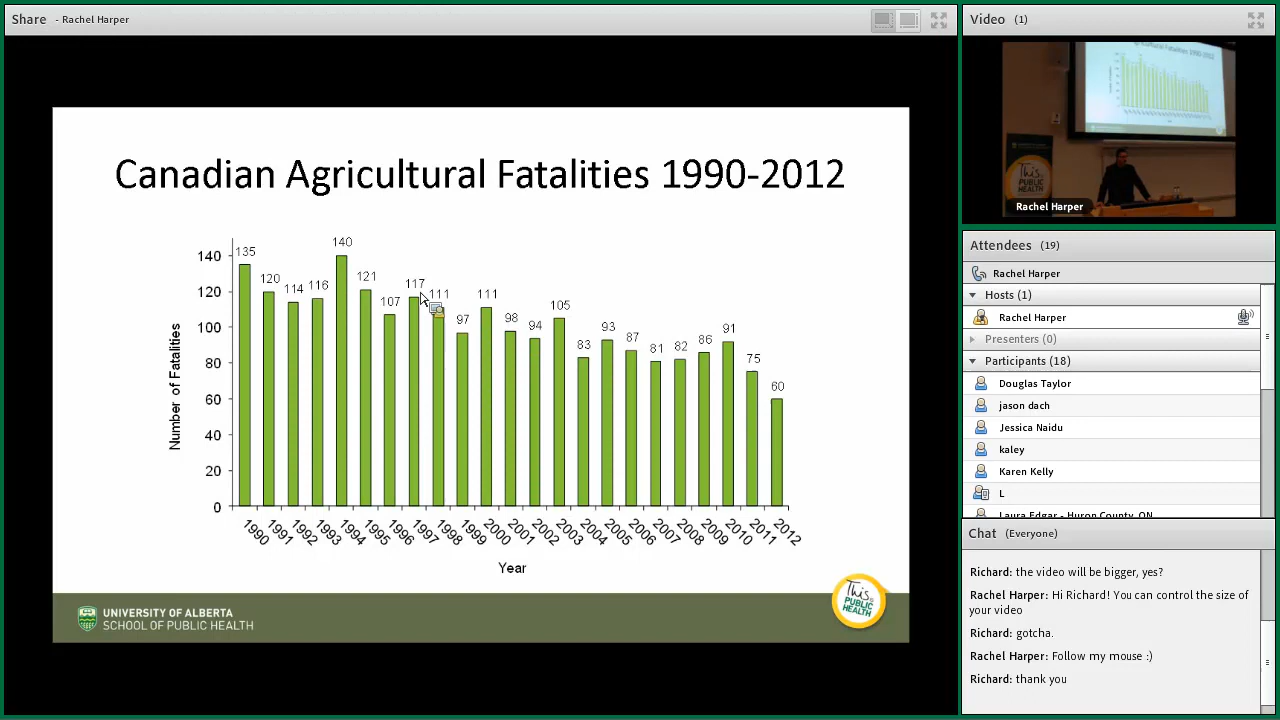 Share - Rachel Harper
Canadian Agricultural Fatalities 1990-2012
Number of Fatalities
140
120
100
80
60
40
20
0
135
120
114
116
140
121
107
117
111
97
111
98
94
105
83
93
87
81
82
86
91
75
60
1990
1991
1992
1993
1994
1995
1996
1997
1998
1999
2000
2001
2002
2003
2004
2005
2006
2007
2008
2009
2010
2011
2012
Year
UNIVERSITY OF ALBERTA
SCHOOL OF PUBLIC HEALTH
This
is
PUBLIC
HEALTH
Video (1)
This
PUBLIC
HEALTH
Rachel Harper
Attendees (19)
Rachel Harper
Hosts (1)
Rachel Harper
Presenters (0)
Participants (18)
Douglas Taylor
jason dach
Jessica Naidu
kaley
Karen Kelly
L
Laura Edgar - Huron County, ON
Chat (Everyone)
Richard: the video will be bigger, yes?
Rachel Harper: Hi Richard! You can control the size of
your video
Richard: gotcha.
Rachel Harper: Follow my mouse :)
Richard: thank you